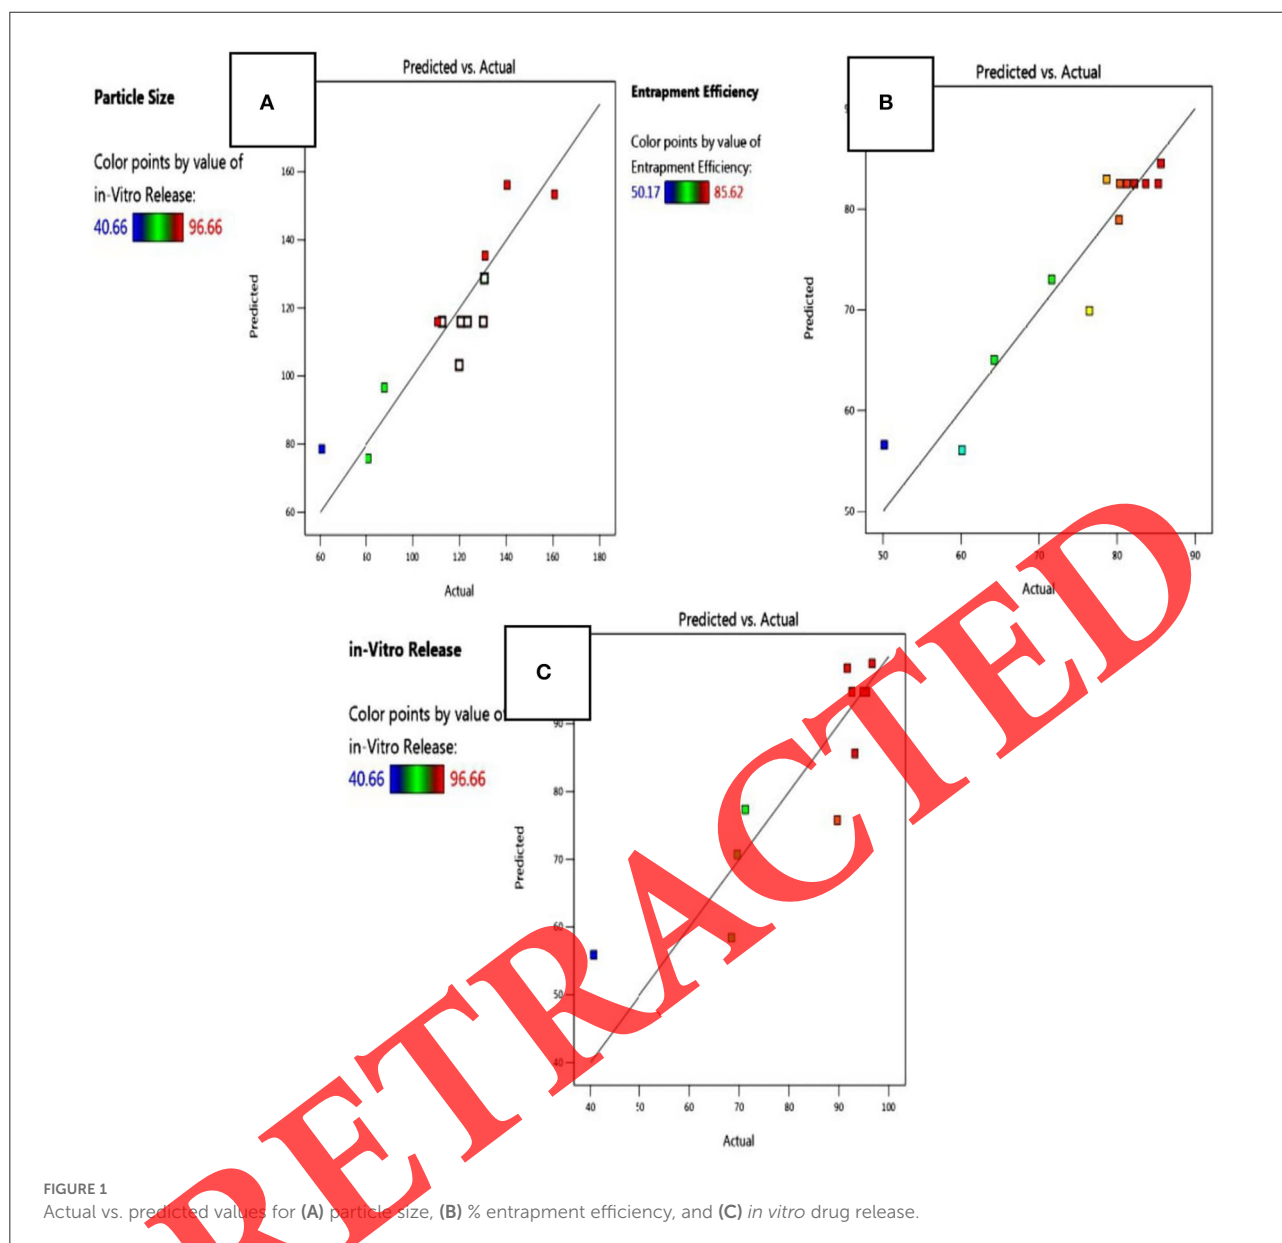 Predicted vs. Actual
Particle Size
A
Color points by value of
in-Vitro Release:
40.66 96.66
Predicted
160
140
120
100
80
60
60 80 100 120 140 160 180
Actual
Predicted vs. Actual
Entrapment Efficiency
B
Color points by value of
Entrapment Efficiency:
50.17 85.62
Predicted
80
70
60
50
50 60 70 80 90
Actual
Predicted vs. Actual
in-Vitro Release
C
Color points by value of
in-Vitro Release:
40.66 96.66
Predicted
90
80
70
60
50
40
40 50 60 70 80 90 100
Actual
RETRACTED
FIGURE 1
Actual vs. predicted values for (A) particle size, (B) % entrapment efficiency, and (C) in vitro drug release.